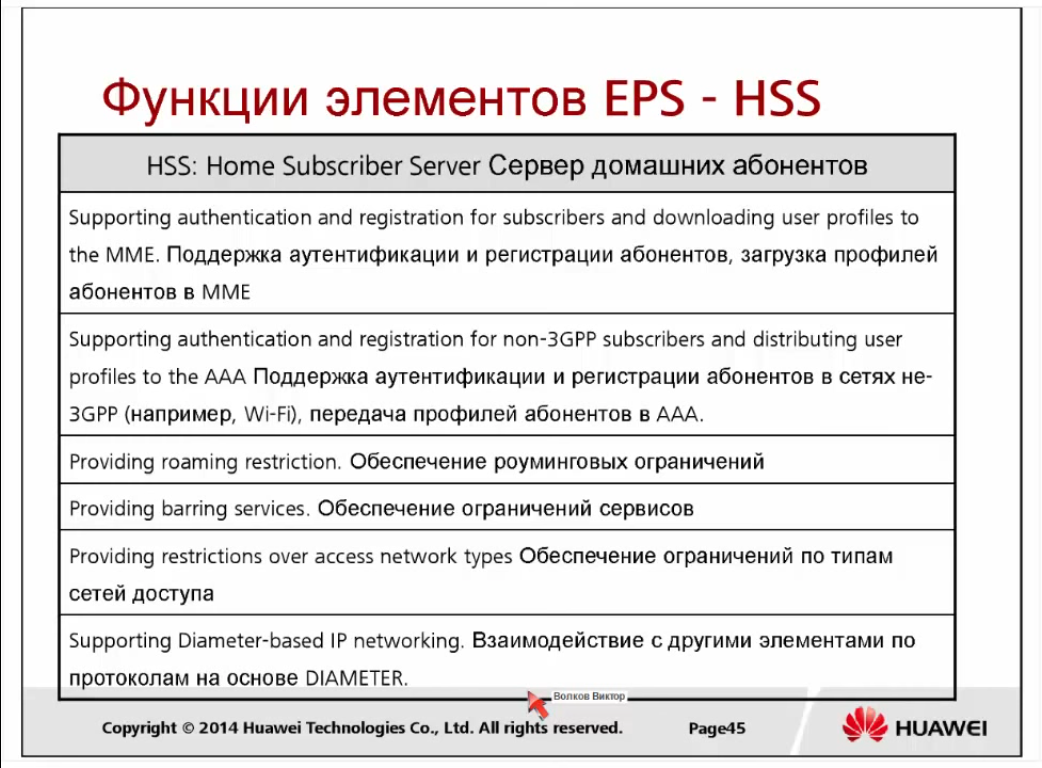 Функции элементов EPS - HSS
HSS: Home Subscriber Server Сервер домашних абонентов
Supporting authentication and registration for subscribers and downloading user profiles to
the MME. Поддержка аутентификации и регистрации абонентов, загрузка профилей
абонентов в MME
Supporting authentication and registration for non-3GPP subscribers and distributing user
profiles to the AAA Поддержка аутентификации и регистрации абонентов в сетях не-
3GPP (например, Wi-Fi), передача профилей абонентов в AAA.
Providing roaming restriction. Обеспечение роуминговых ограничений
Providing barring services. Обеспечение ограничений сервисов
Providing restrictions over access network types Обеспечение ограничений по типам
сетей доступа
Supporting Diameter-based IP networking. Взаимодействие с другими элементами по
протоколам на основе DIAMETER.
Волков Виктор
Copyright © 2014 Huawei Technologies Co., Ltd. All rights reserved.
Page45
HUAWEI